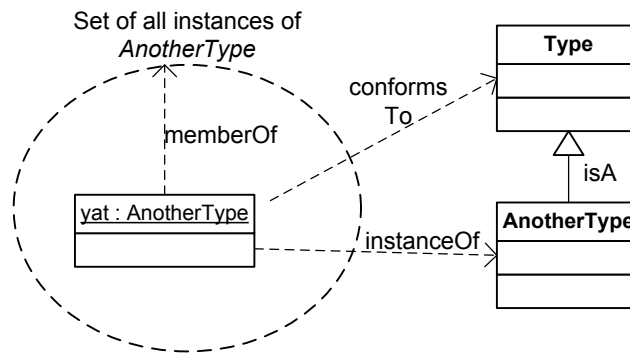 Set of all instances of
AnotherType
Type
conforms
To
memberOf
isA
yat : AnotherType
AnotherType
instanceOf